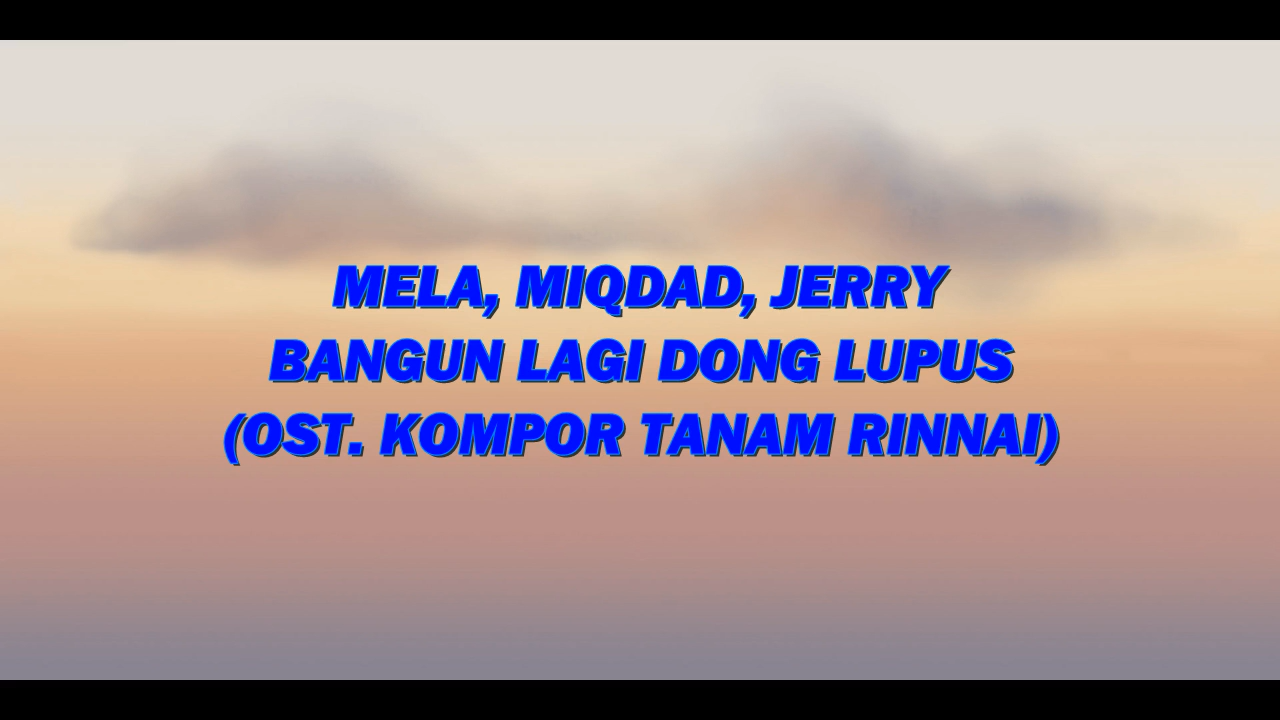 MELA, MIQDAD, JERRY
BANGUN LAGI DONG LUPUS
(OST. KOMPOR TANAM RINNAI)